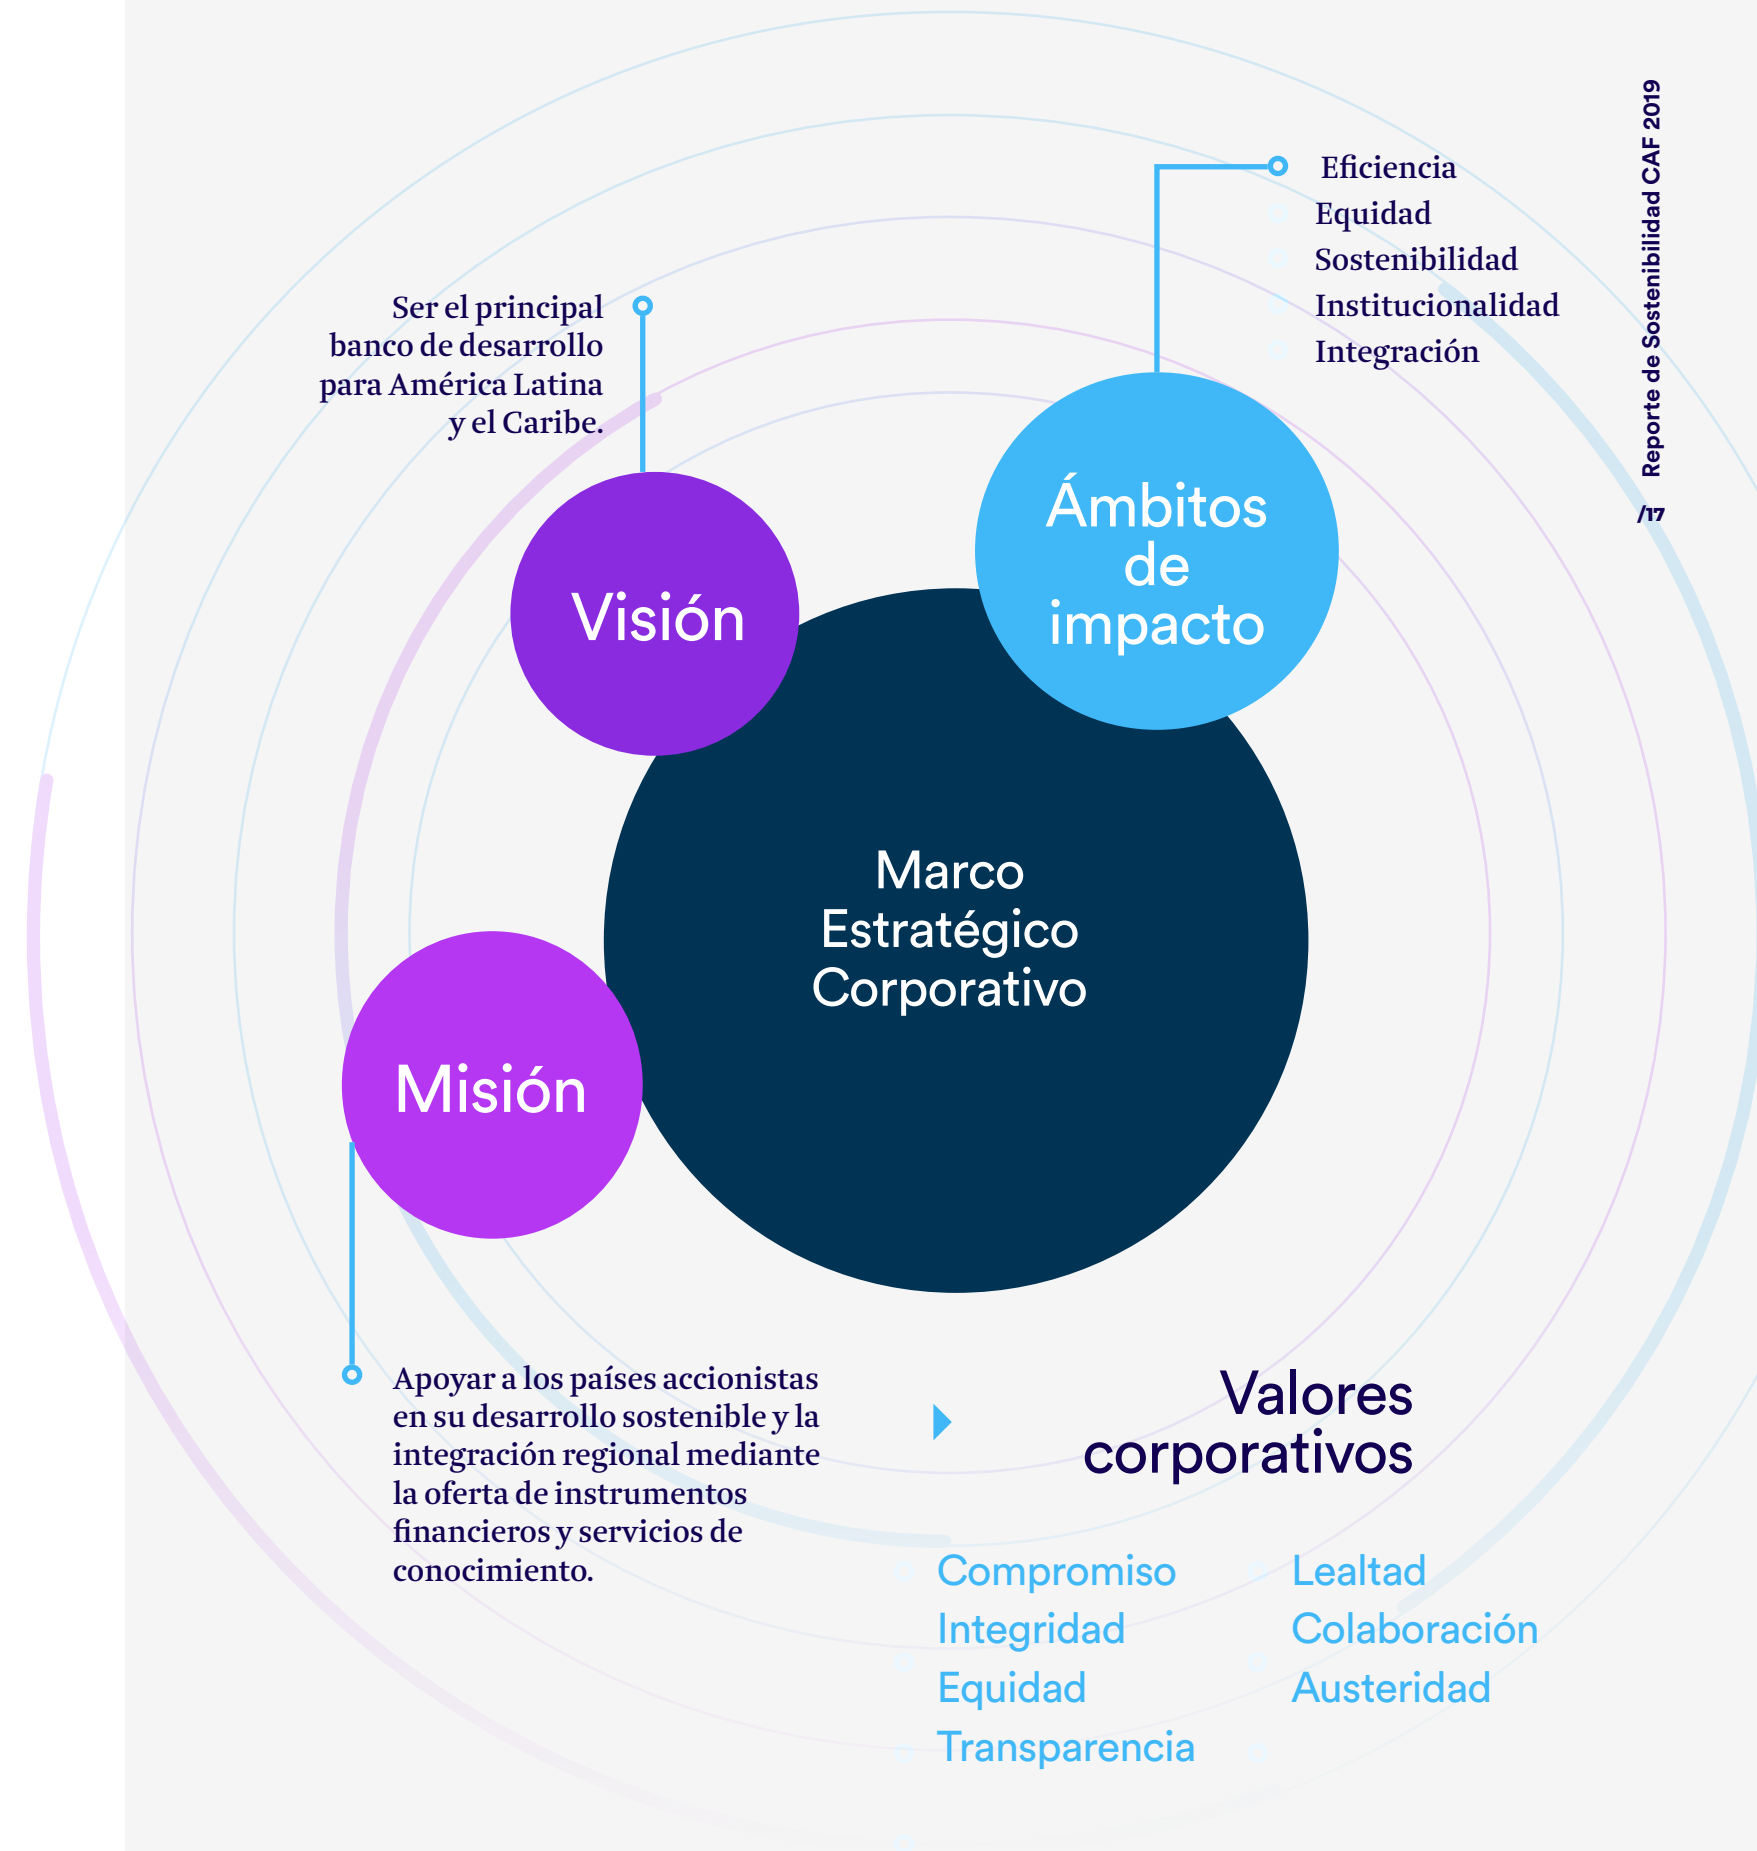 Reporte de Sostenibilidad CAF 2019
/17
Eficiencia
Equidad
Sostenibilidad
Institucionalidad
Integración
Ser el principal
banco de desarrollo
para América Latina
y el Caribe.
Ámbitos
de
impacto
Visión
Marco
Estratégico
Corporativo
Misión
Apoyar a los países accionistas
en su desarrollo sostenible y la
integración regional mediante
la oferta de instrumentos
financieros y servicios de
conocimiento.
Valores
corporativos
Compromiso
Integridad
Equidad
Transparencia
Lealtad
Colaboración
Austeridad